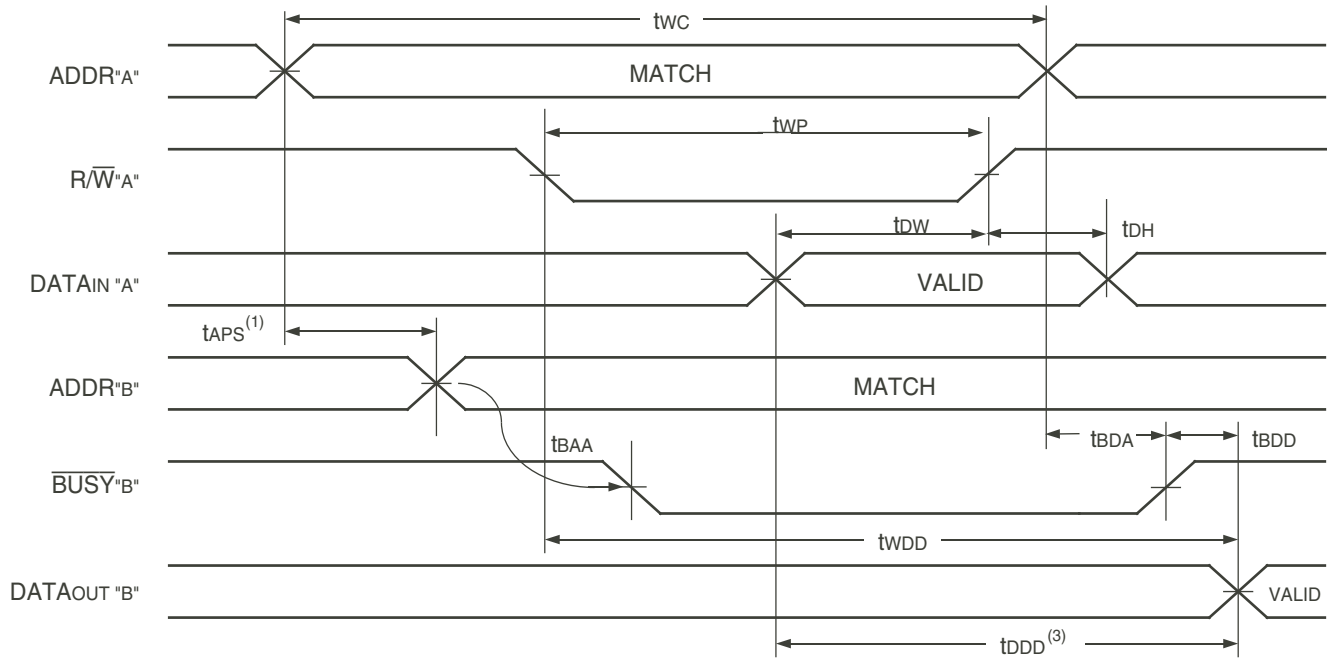 tWC
ADDR"A"
MATCH
tWP
R/W̅"A"
tDW
tDH
DATAIN "A"
VALID
tAPS(1)
ADDR"B"
MATCH
tBAA
tBDA
tBDD
B̅U̅S̅Y̅"B"
tWDD
DATAOUT "B"
VALID
tDDD(3)